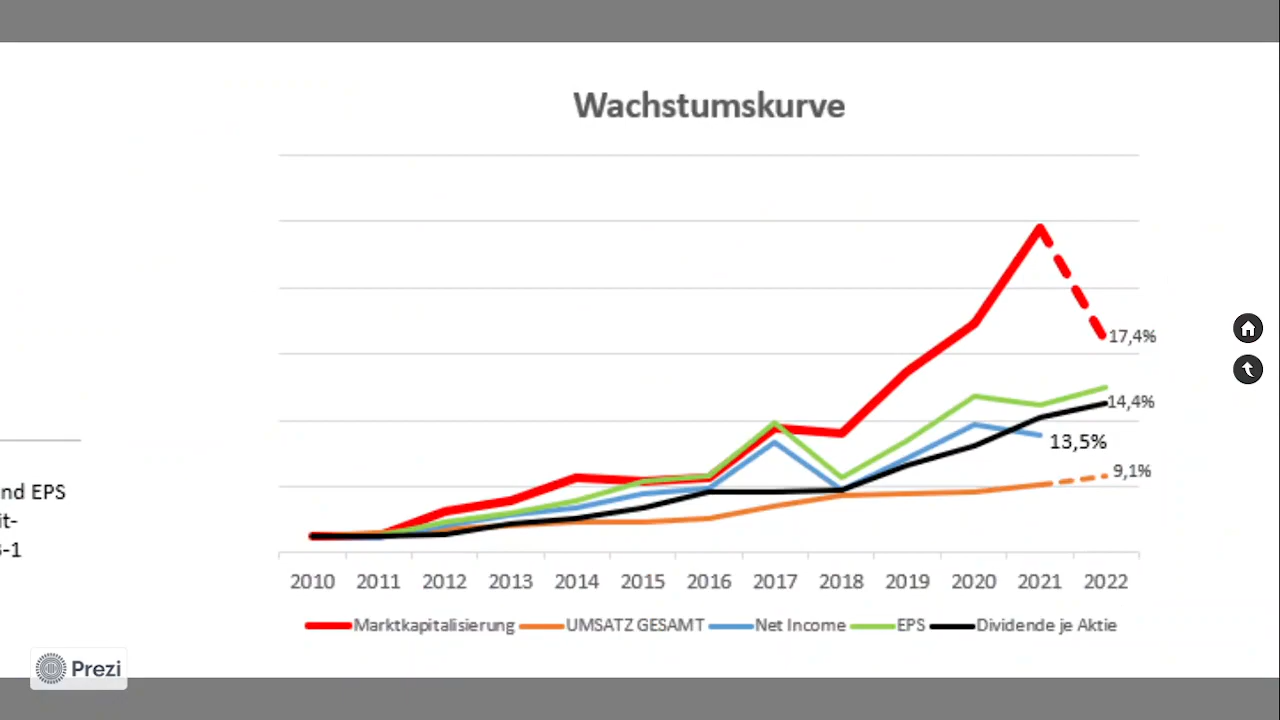 Wachstumskurve
17,4%
14,4%
13,5%
9,1%
nd EPS
it-
-1
2010 2011 2012 2013 2014 2015 2016 2017 2018 2019 2020 2021 2022
Marktkapitalisierung UMSATZ GESAMT Net Income EPS Dividende je Aktie
Prezi